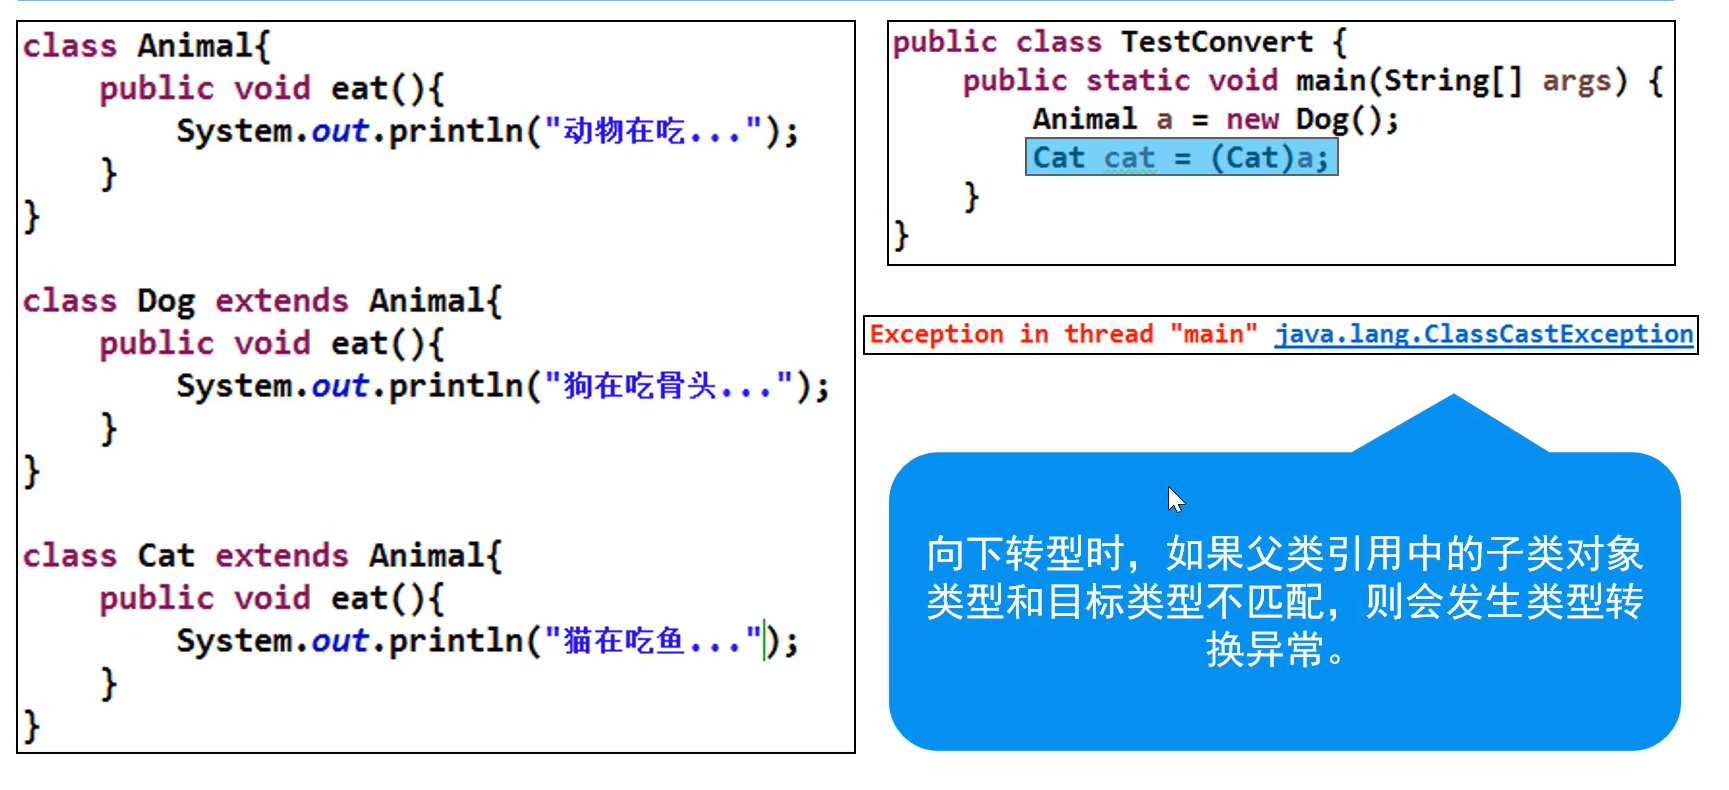 class Animal{
    public void eat(){
        System.out.println("动物在吃...");
    }
}
class Dog extends Animal{
    public void eat(){
        System.out.println("狗在吃骨头...");
    }
}
class Cat extends Animal{
    public void eat(){
        System.out.println("猫在吃鱼...");
    }
}
public class TestConvert {
    public static void main(String[] args) {
        Animal a = new Dog();
        Cat cat = (Cat)a;
    }
}
Exception in thread "main" java.lang.ClassCastException
向下转型时，如果父类引用中的子类对象
类型和目标类型不匹配，则会发生类型转
换异常。